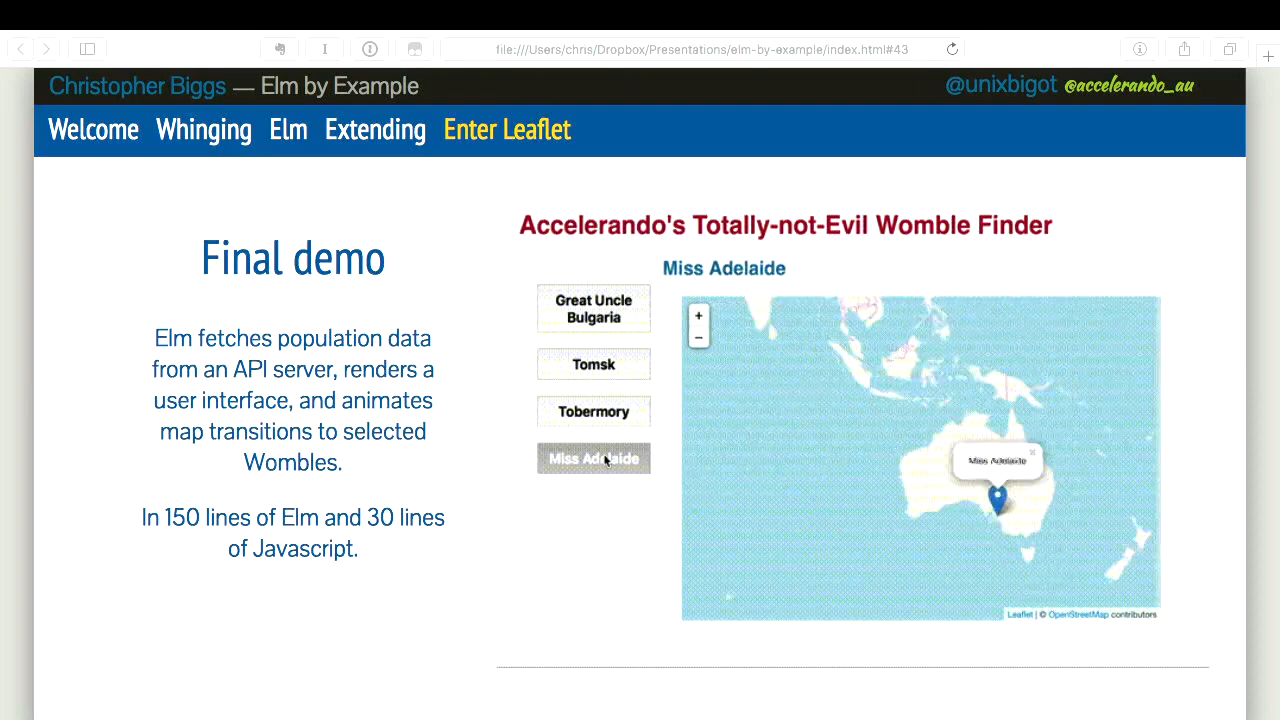 file:///Users/chris/Dropbox/Presentations/elm-by-example/index.html#43
Christopher Biggs — Elm by Example
@unixbigot @accelerando_au
Welcome Whinging Elm Extending Enter Leaflet
Final demo
Elm fetches population data
from an API server, renders a
user interface, and animates
map transitions to selected
Wombles.
In 150 lines of Elm and 30 lines
of Javascript.
Accelerando's Totally-not-Evil Womble Finder
Miss Adelaide
Great Uncle
Bulgaria
Tomsk
Tobermory
Miss Adelaide
+
−
Miss Adelaide
Leaflet | © OpenStreetMap contributors